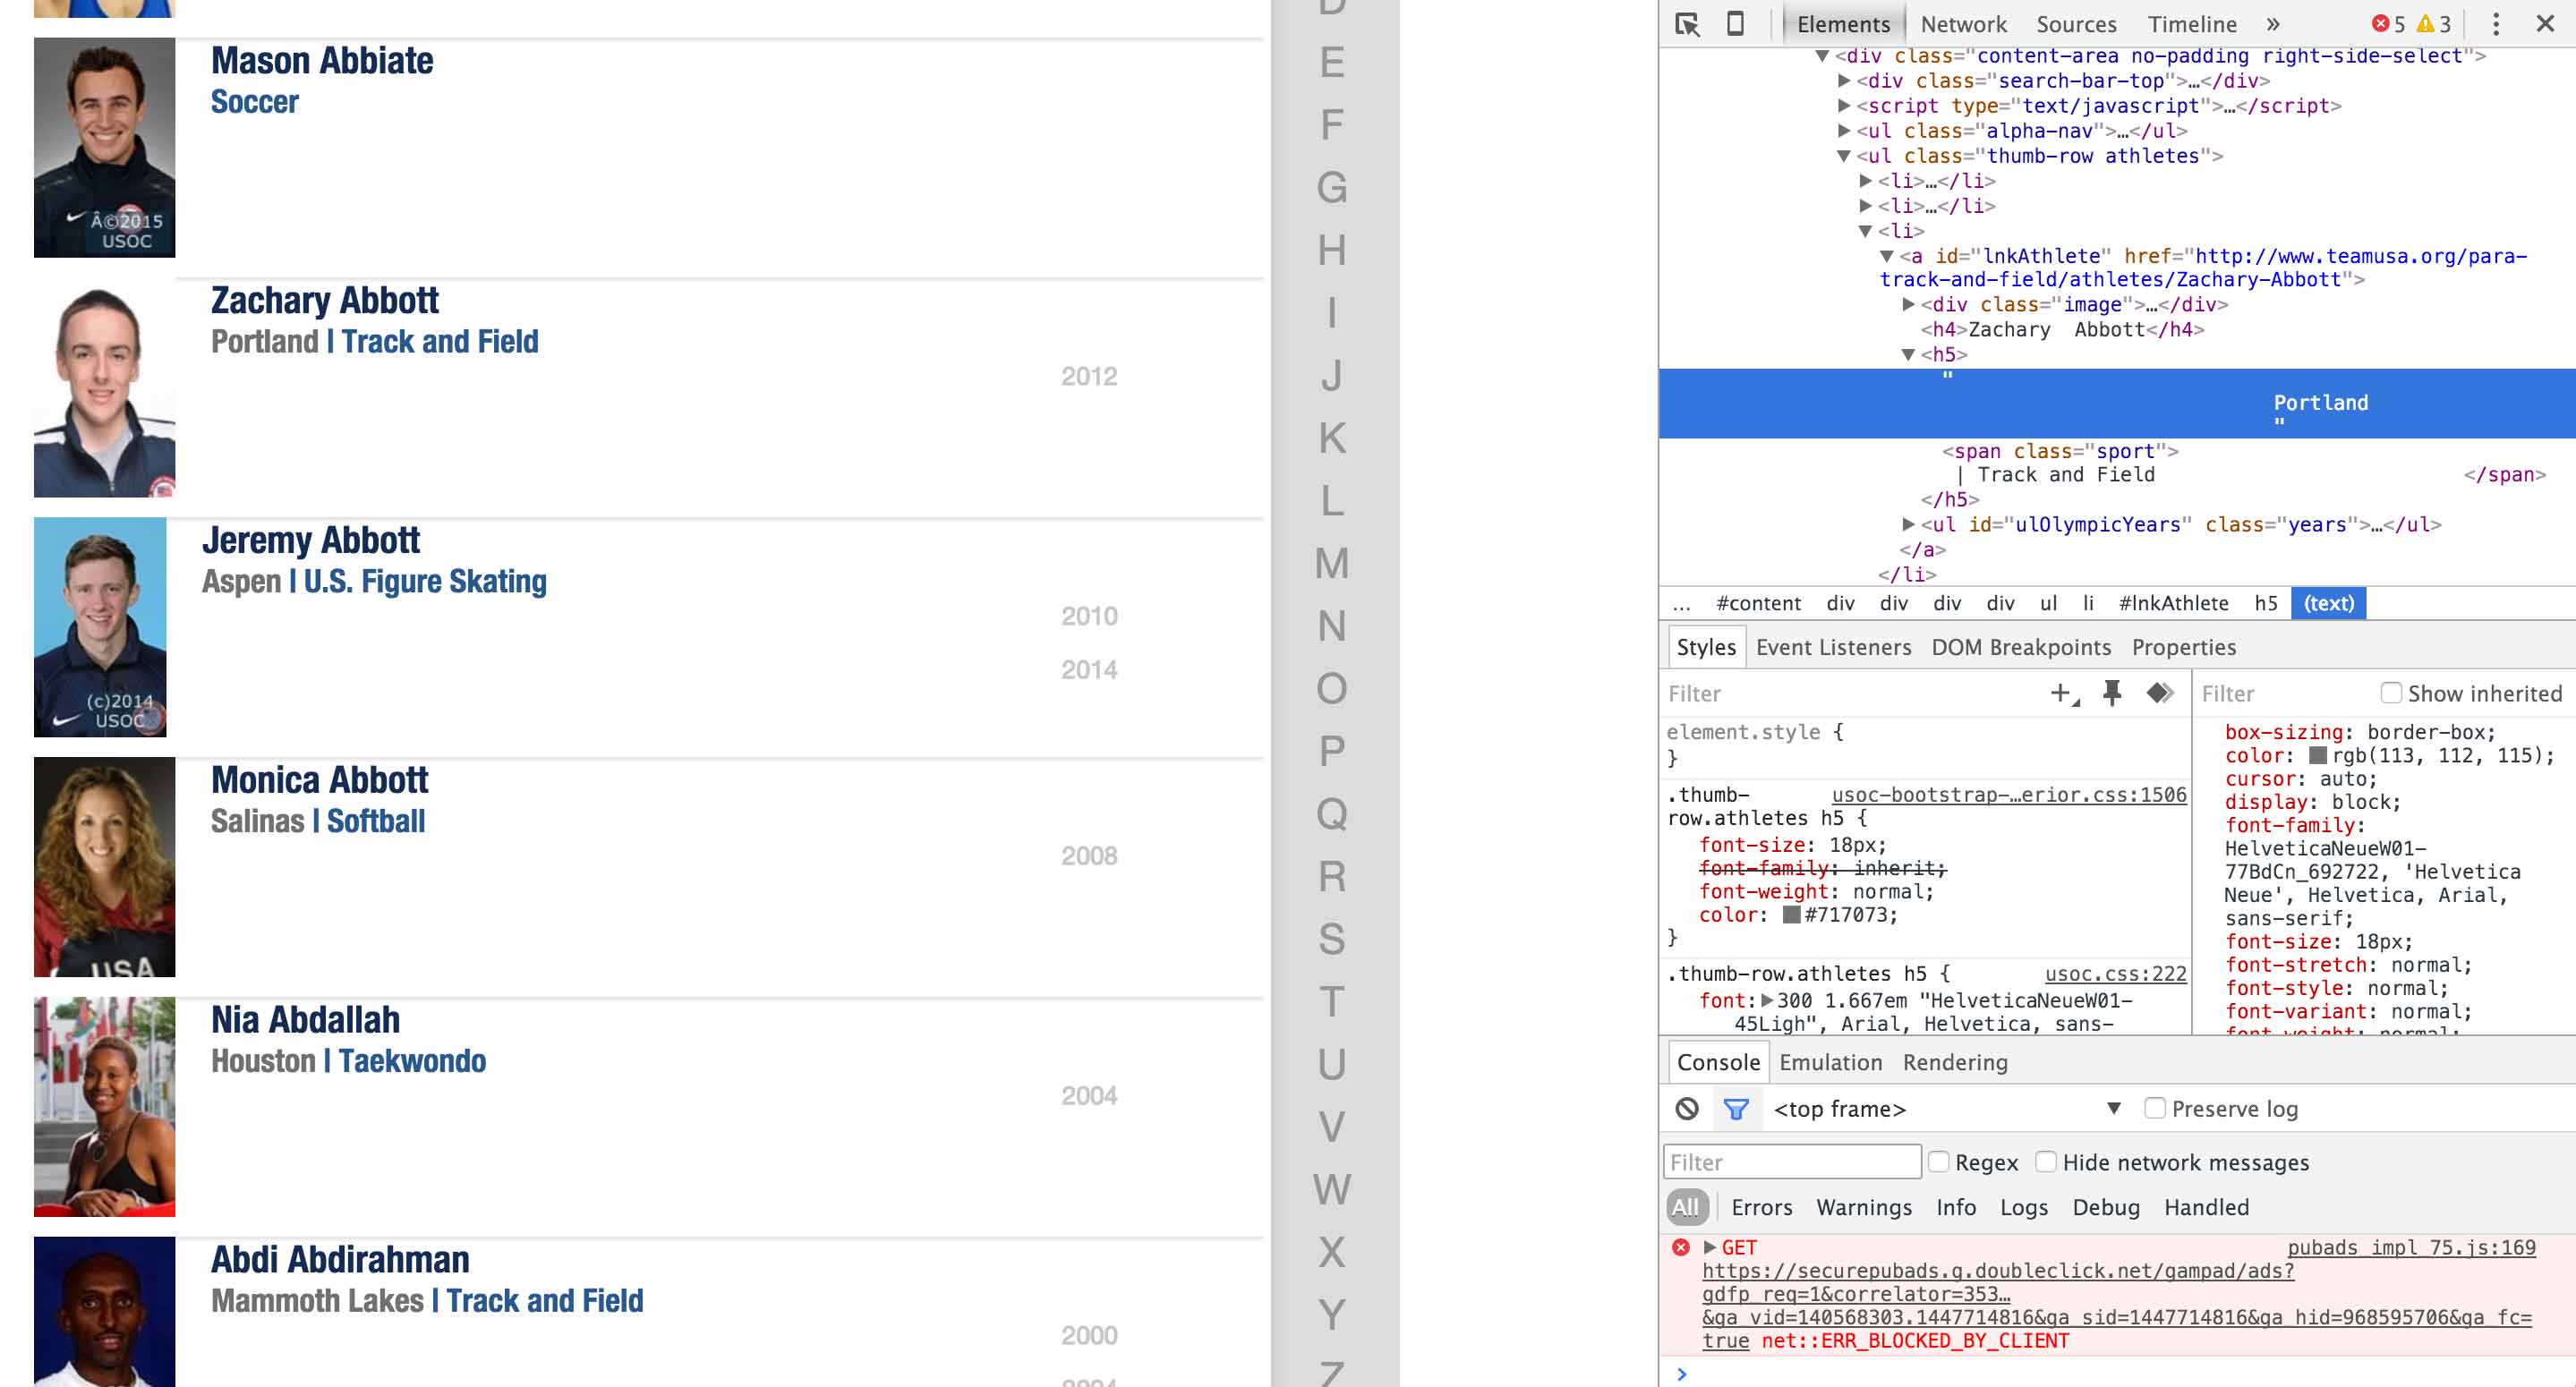 Mason Abbiate
Soccer
©2015
USOC
Zachary Abbott
Portland | Track and Field
2012
Jeremy Abbott
Aspen | U.S. Figure Skating
2010
2014
(c)2014
USOC
Monica Abbott
Salinas | Softball
2008
USA
Nia Abdallah
Houston | Taekwondo
2004
Abdi Abdirahman
Mammoth Lakes | Track and Field
2000
D
E
F
G
H
I
J
K
L
M
N
O
P
Q
R
S
T
U
V
W
X
Y
Z
Elements Network Sources Timeline » 5 3
<div class="content-area no-padding right-side-select">
<div class="search-bar-top">…</div>
<script type="text/javascript">…</script>
<ul class="alpha-nav">…</ul>
<ul class="thumb-row athletes">
<li>…</li>
<li>…</li>
<li>
<a id="lnkAthlete" href="http://www.teamusa.org/para-
track-and-field/athletes/Zachary-Abbott">
<div class="image">…</div>
<h4>Zachary  Abbott</h4>
<h5>
"
Portland
"
<span class="sport">
| Track and Field </span>
</h5>
<ul id="ulOlympicYears" class="years">…</ul>
</a>
</li>
… #content div div div div ul li #lnkAthlete h5 (text)
Styles Event Listeners DOM Breakpoints Properties
Filter
element.style {
}
.thumb- usoc-bootstrap-…erior.css:1506
row.athletes h5 {
font-size: 18px;
font-family: inherit;
font-weight: normal;
color: #717073;
}
.thumb-row.athletes h5 { usoc.css:222
font: 300 1.667em "HelveticaNeueW01-
45Ligh", Arial, Helvetica, sans-
Filter Show inherited
box-sizing: border-box;
color: rgb(113, 112, 115);
cursor: auto;
display: block;
font-family:
HelveticaNeueW01-
77BdCn_692722, 'Helvetica
Neue', Helvetica, Arial,
sans-serif;
font-size: 18px;
font-stretch: normal;
font-style: normal;
font-variant: normal;
font-weight: normal;
Console Emulation Rendering
<top frame> Preserve log
Filter Regex Hide network messages
All Errors Warnings Info Logs Debug Handled
GET pubads_impl_75.js:169
https://securepubads.g.doubleclick.net/gampad/ads?
gdfp_req=1&correlator=353…
&ga_vid=140568303.1447714816&ga_sid=1447714816&ga_hid=968595706&ga_fc=
true net::ERR_BLOCKED_BY_CLIENT
>